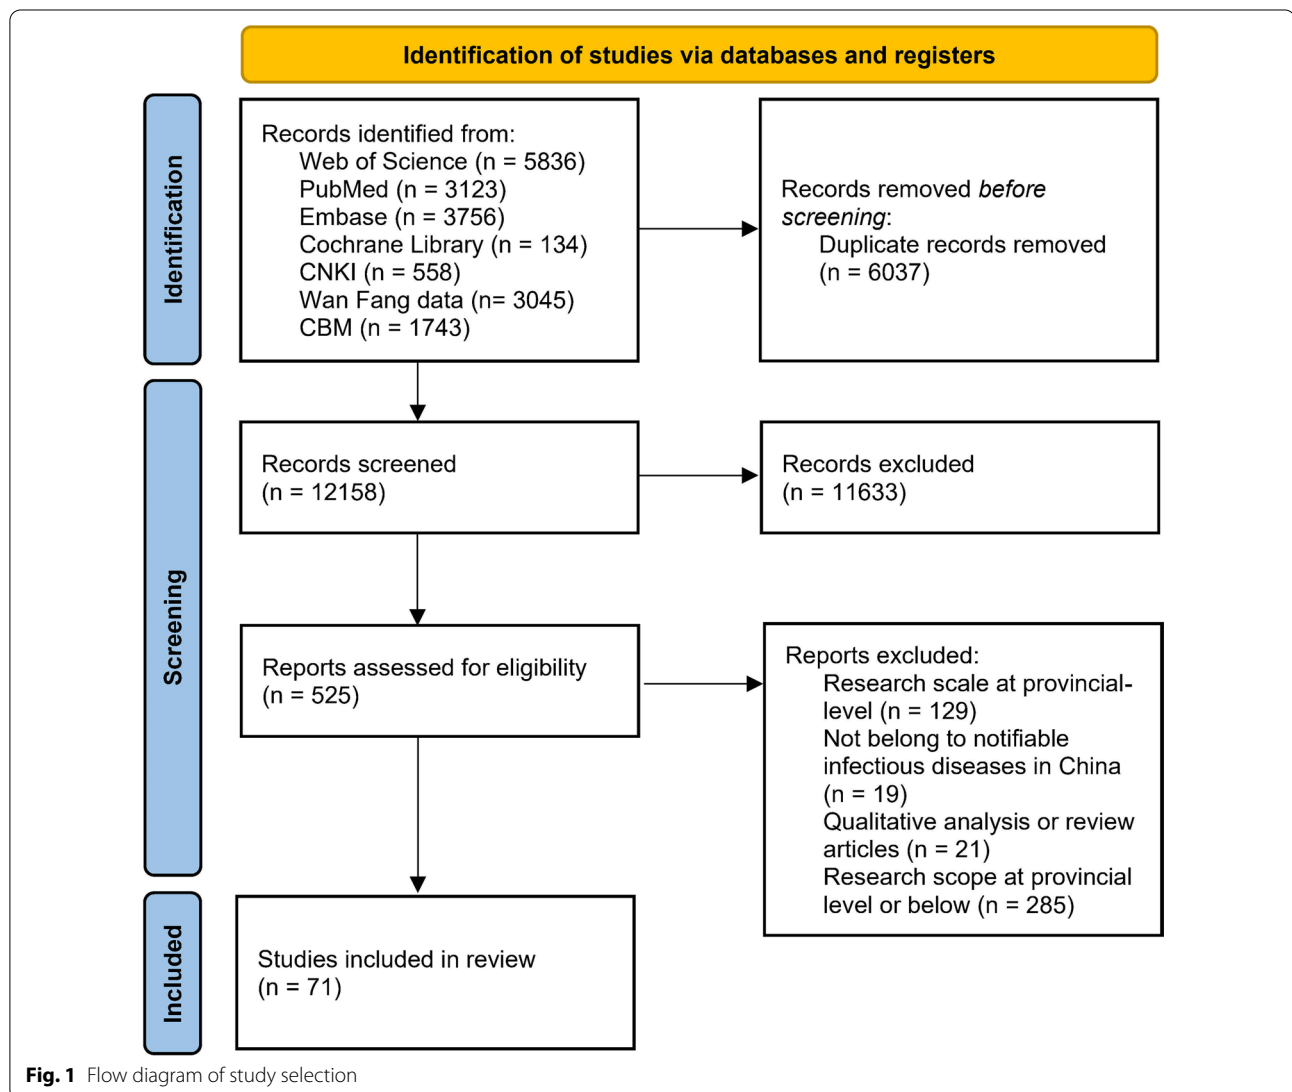 Identification of studies via databases and registers
Identification
Records identified from:
Web of Science (n = 5836)
PubMed (n = 3123)
Embase (n = 3756)
Cochrane Library (n = 134)
CNKI (n = 558)
Wan Fang data (n= 3045)
CBM (n = 1743)
Records removed before
screening:
Duplicate records removed
(n = 6037)
Screening
Records screened
(n = 12158)
Records excluded
(n = 11633)
Reports assessed for eligibility
(n = 525)
Reports excluded:
Research scale at provincial-
level (n = 129)
Not belong to notifiable
infectious diseases in China
(n = 19)
Qualitative analysis or review
articles (n = 21)
Research scope at provincial
level or below (n = 285)
Included
Studies included in review
(n = 71)
Fig. 1 Flow diagram of study selection